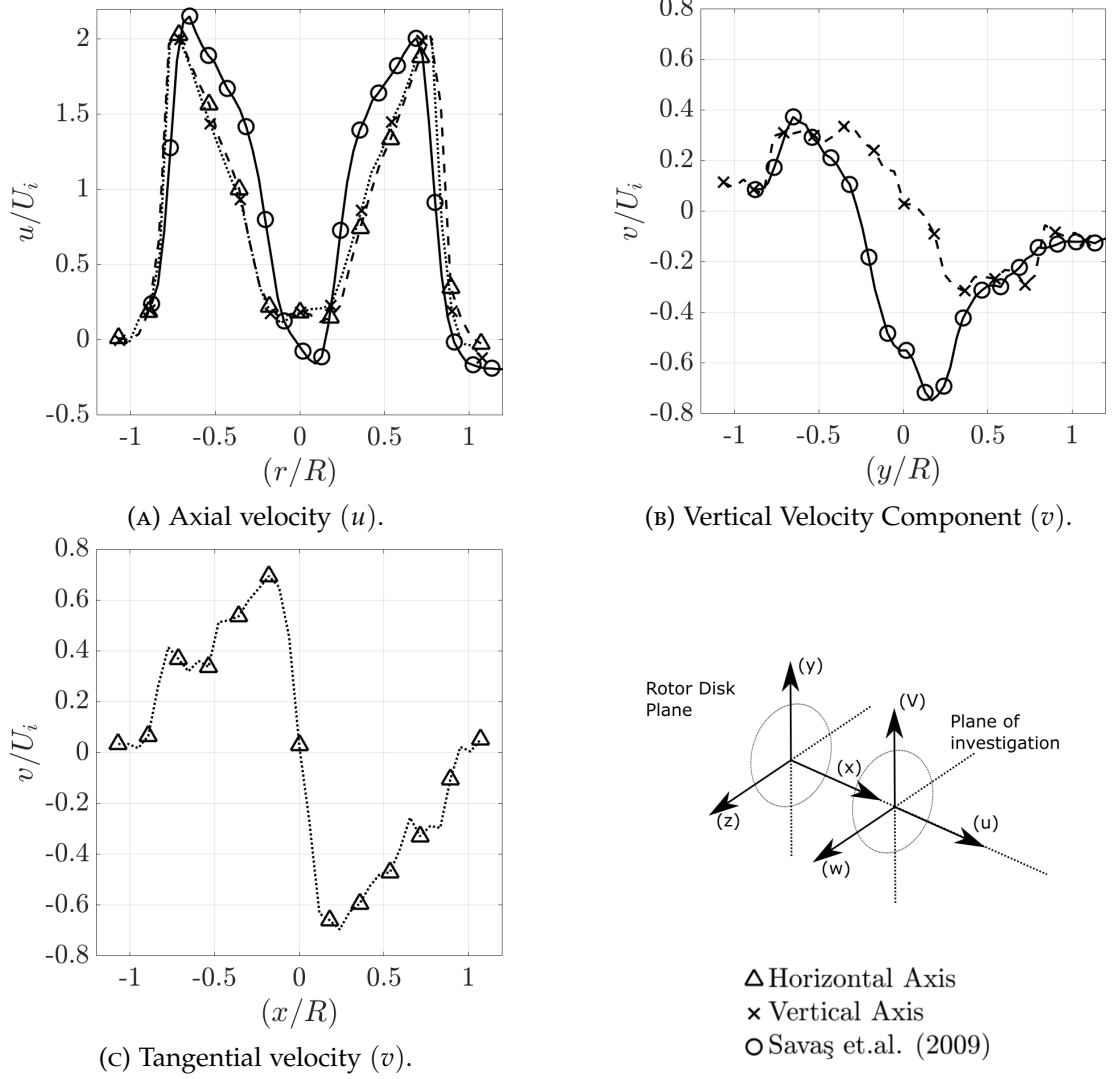 2
1.5
1
0.5
0
-0.5
u/U_i
-1 -0.5 0 0.5 1
(r/R)
(A) Axial velocity (u).
0.8
0.6
0.4
0.2
0
-0.2
-0.4
-0.6
-0.8
v/U_i
-1 -0.5 0 0.5 1
(y/R)
(B) Vertical Velocity Component (v).
0.8
0.6
0.4
0.2
0
-0.2
-0.4
-0.6
-0.8
v/U_i
-1 -0.5 0 0.5 1
(x/R)
(C) Tangential velocity (v).
Rotor Disk
Plane
(y)
(V)
Plane of
investigation
(x)
(z)
(w)
(u)
Horizontal Axis
Vertical Axis
Savaş et.al. (2009)